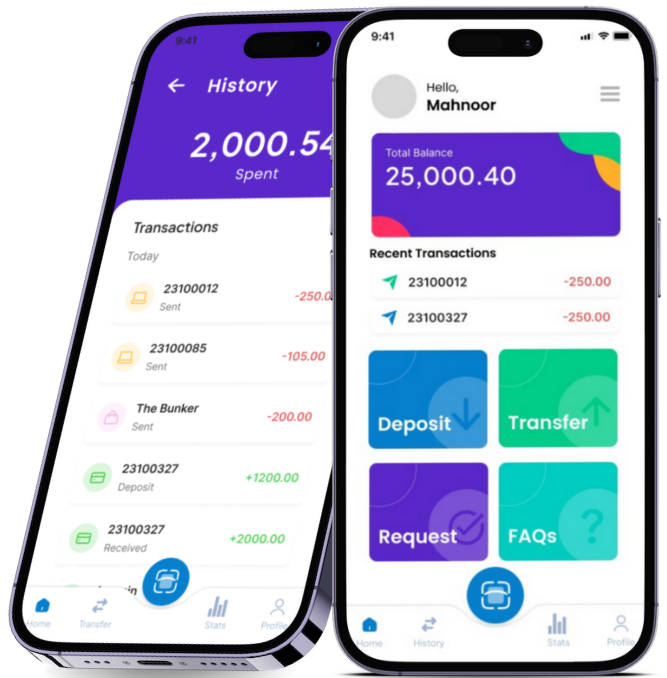 9:41
History
2,000.54
Spent
Transactions
Today
23100012
Sent
-250.0
23100085
Sent
-105.00
The Bunker
Sent
-200.00
23100327
Deposit
+1200.00
23100327
Received
+2000.00
Home
Transfer
Stats
Profile
9:41
Hello,
Mahnoor
Total Balance
25,000.40
Recent Transactions
23100012
-250.00
23100327
-250.00
Deposit
Transfer
Request
FAQs
?
Home
History
Stats
Profile